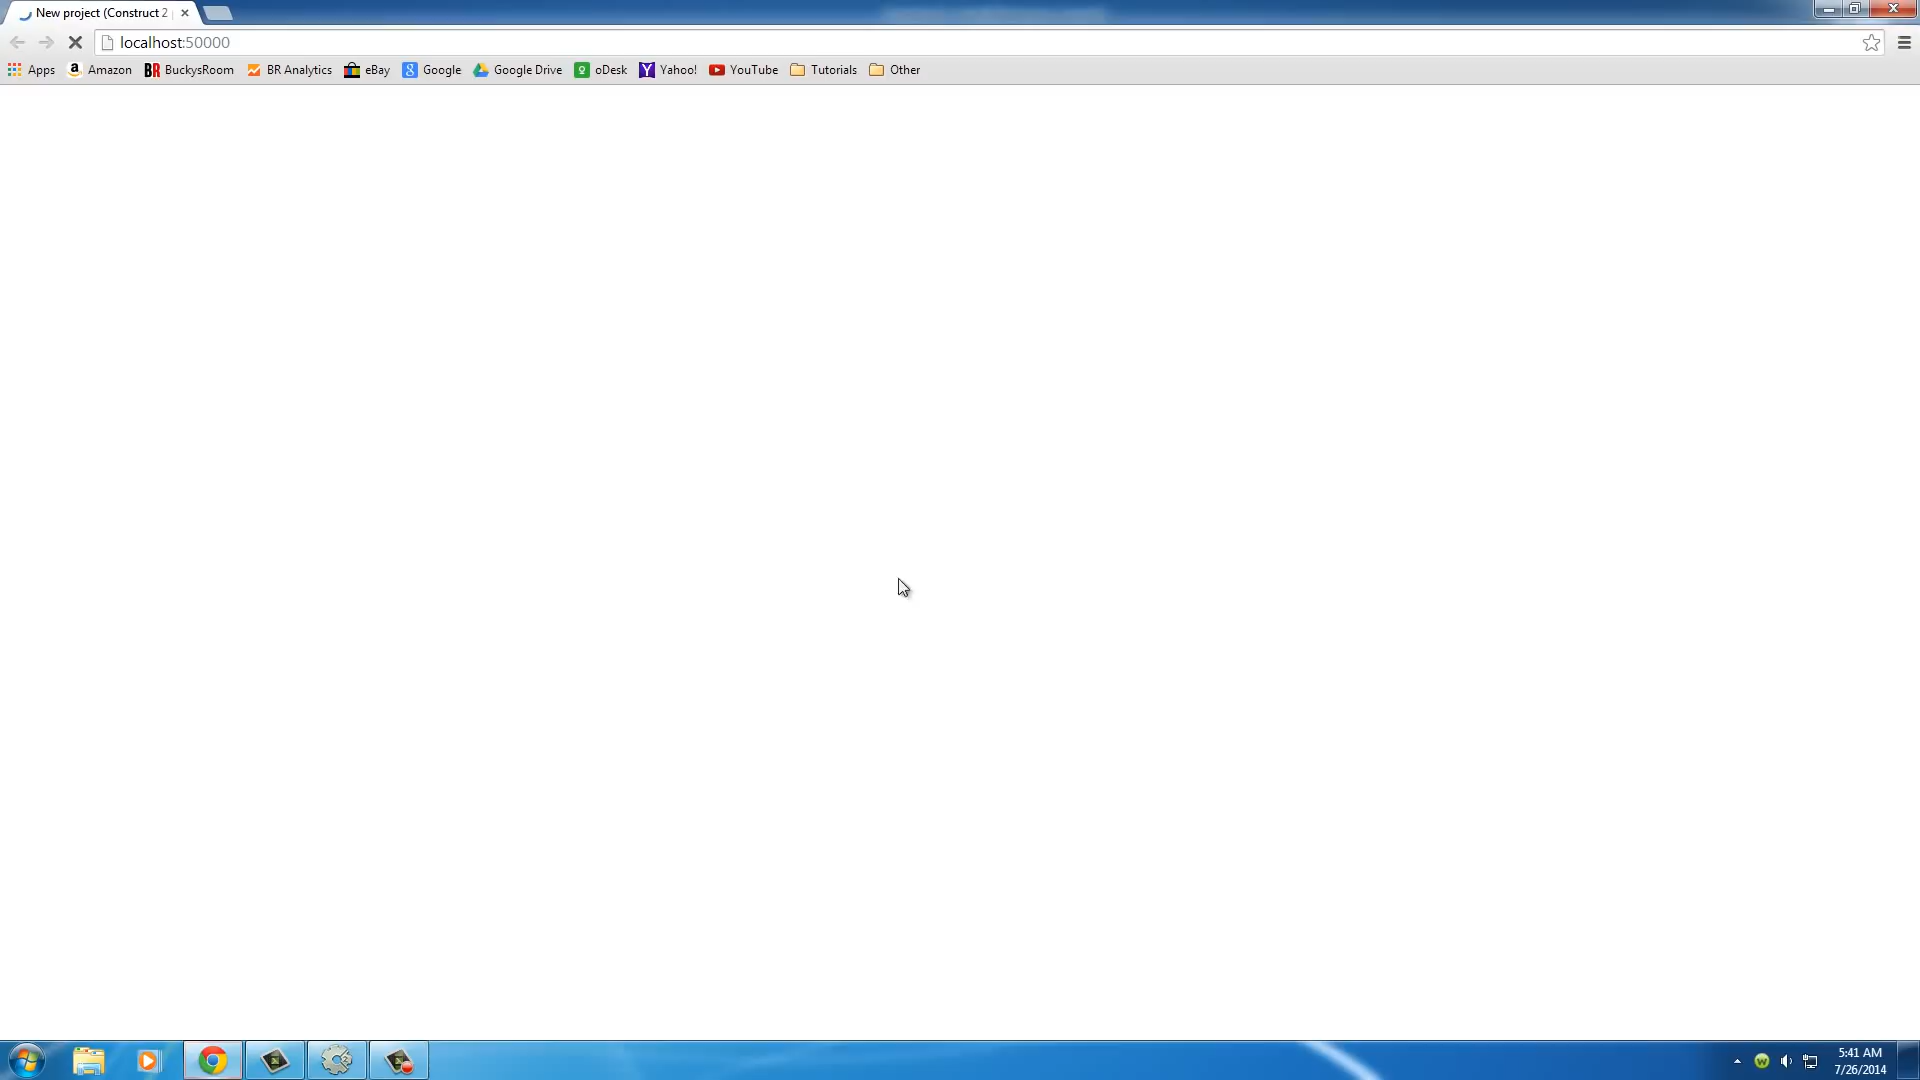 New project (Construct 2
localhost:50000
Apps Amazon BR BuckysRoom BR Analytics eBay Google Google Drive oDesk Yahoo! YouTube Tutorials Other
5:41 AM
7/26/2014